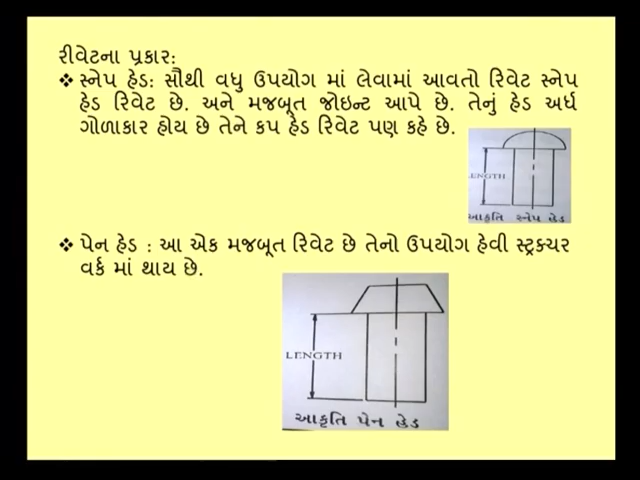 રીવેટના પ્રકાર:
❖ સ્નેપ હેડ: સૌથી વધુ ઉપયોગ માં લેવામાં આવતો રિવેટ સ્નેપ
હેડ રિવેટ છે. અને મજબૂત જોઇન્ટ આપે છે. તેનું હેડ અર્ધ
ગોળાકાર હોય છે તેને કપ હેડ રિવેટ પણ કહે છે.
ENGTH
આકૃતિ સ્નેપ હેડ
❖ પેન હેડ : આ એક મજબૂત રિવેટ છે તેનો ઉપયોગ હેવી સ્ટ્રક્ચર
વર્ક માં થાય છે.
LENGTH
આકૃતિ પેન હેડ